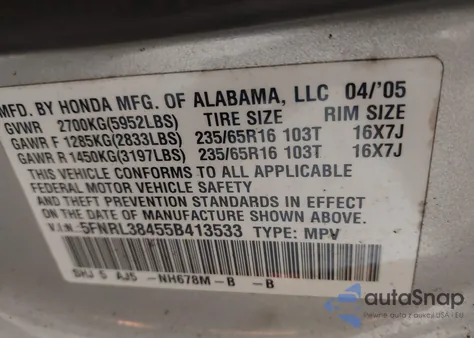 MFD. BY HONDA MFG. OF ALABAMA, LLC 04/'05
GVWR 2700KG(5952LBS) TIRE SIZE RIM SIZE
GAWR F 1285KG(2833LBS) 235/65R16 103T 16X7J
GAWR R 1450KG(3197LBS) 235/65R16 103T 16X7J
THIS VEHICLE CONFORMS TO ALL APPLICABLE
FEDERAL MOTOR VEHICLE SAFETY
AND THEFT PREVENTION STANDARDS IN EFFECT
ON THE DATE OF MANUFACTURE SHOWN ABOVE.
V.I.N.: 5FNRL38455B413533 TYPE: MPV
SHJ 5 AJ5 -NH678M-B -B
autoSnap